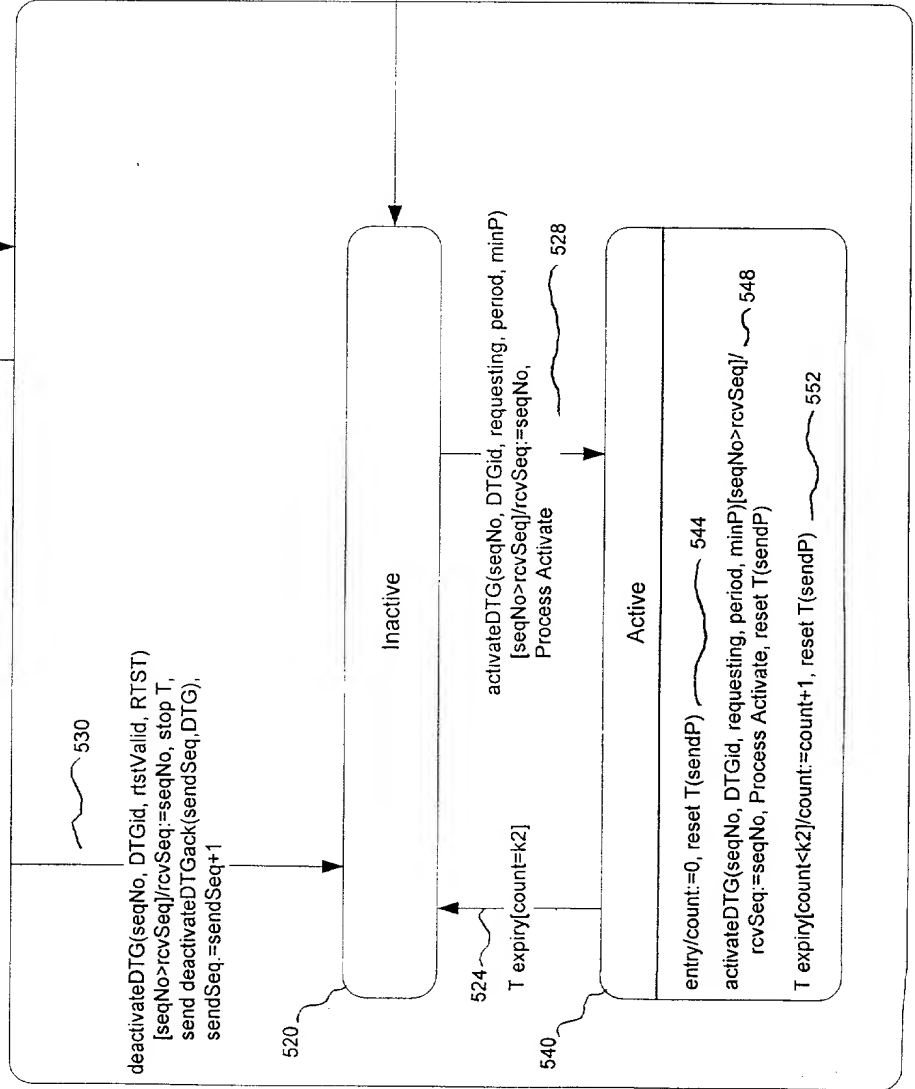 530
deactivateDTG(seqNo, DTGid, rtstValid, RTST)
[seqNo>rcvSeq]/rcvSeq:=seqNo, stop T,
send deactivateDTGack(sendSeq,DTG),
sendSeq.=sendSeq+1
520
Inactive
524
T expiry[count=k2]
activateDTG(seqNo, DTGid, requesting, period, minP)
[seqNo>rcvSeq]/rcvSeq:=seqNo,
Process Activate
528
540
Active
entry/count:=0, reset T(sendP)
544
activateDTG(seqNo, DTGid, requesting, period, minP)[seqNo>rcvSeq]/
rcvSeq:=seqNo, Process Activate, reset T(sendP)
548
T expiry[count<k2]/count:=count+1, reset T(sendP)
552